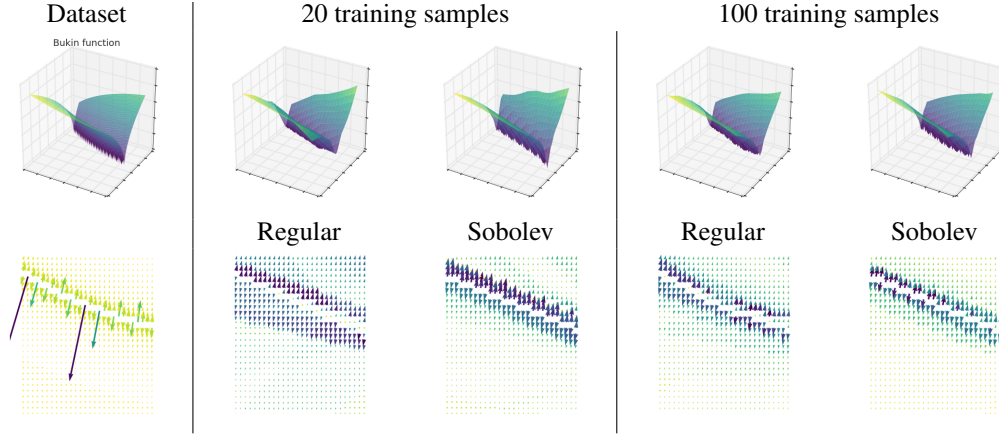 Dataset
20 training samples
100 training samples
Bukin function
Regular
Sobolev
Regular
Sobolev